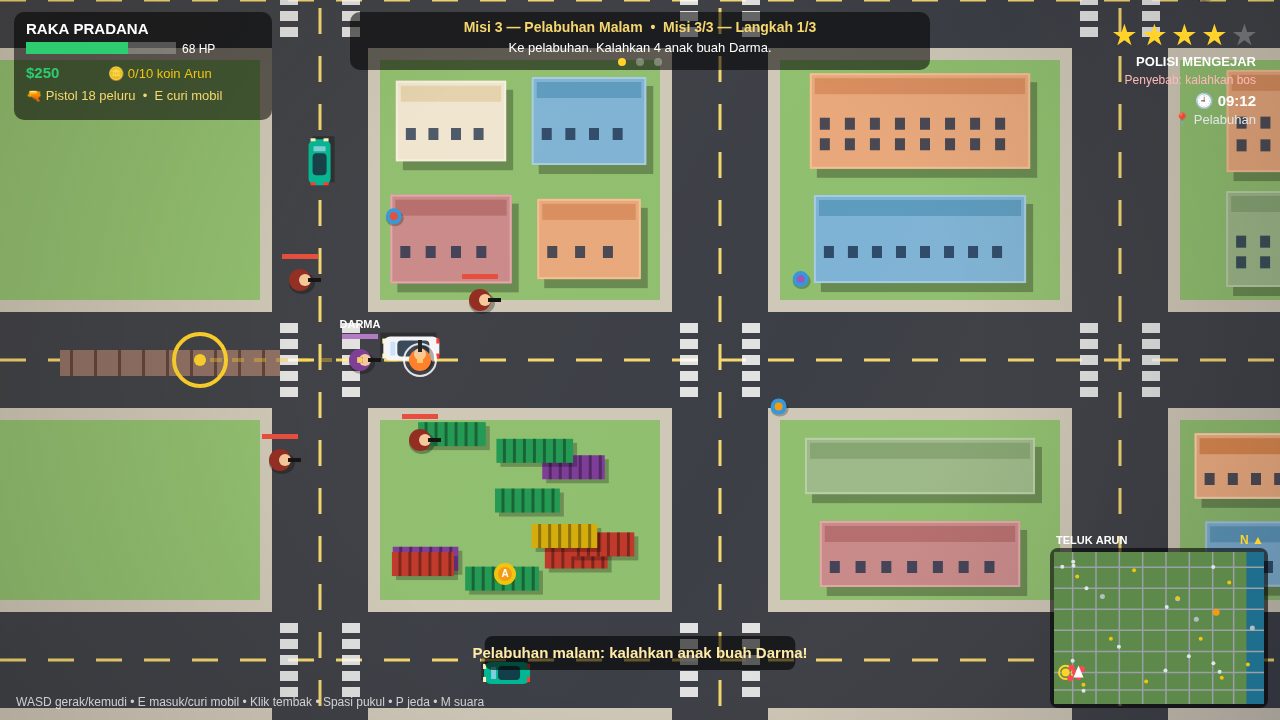 RAKA PRADANA
68 HP
$250
🪙 0/10 koin Arun
🔫 Pistol 18 peluru • E curi mobil
Misi 3 — Pelabuhan Malam • Misi 3/3 — Langkah 1/3
Ke pelabuhan. Kalahkan 4 anak buah Darma.
★★★★★
POLISI MENGEJAR
Penyebab: kalahkan bos
🕘 09:12
📍 Pelabuhan
DARMA
A
TELUK ARUN
N ▲
Pelabuhan malam: kalahkan anak buah Darma!
WASD gerak/kemudi • E masuk/curi mobil • Klik tembak • Spasi pukul • P jeda • M suara